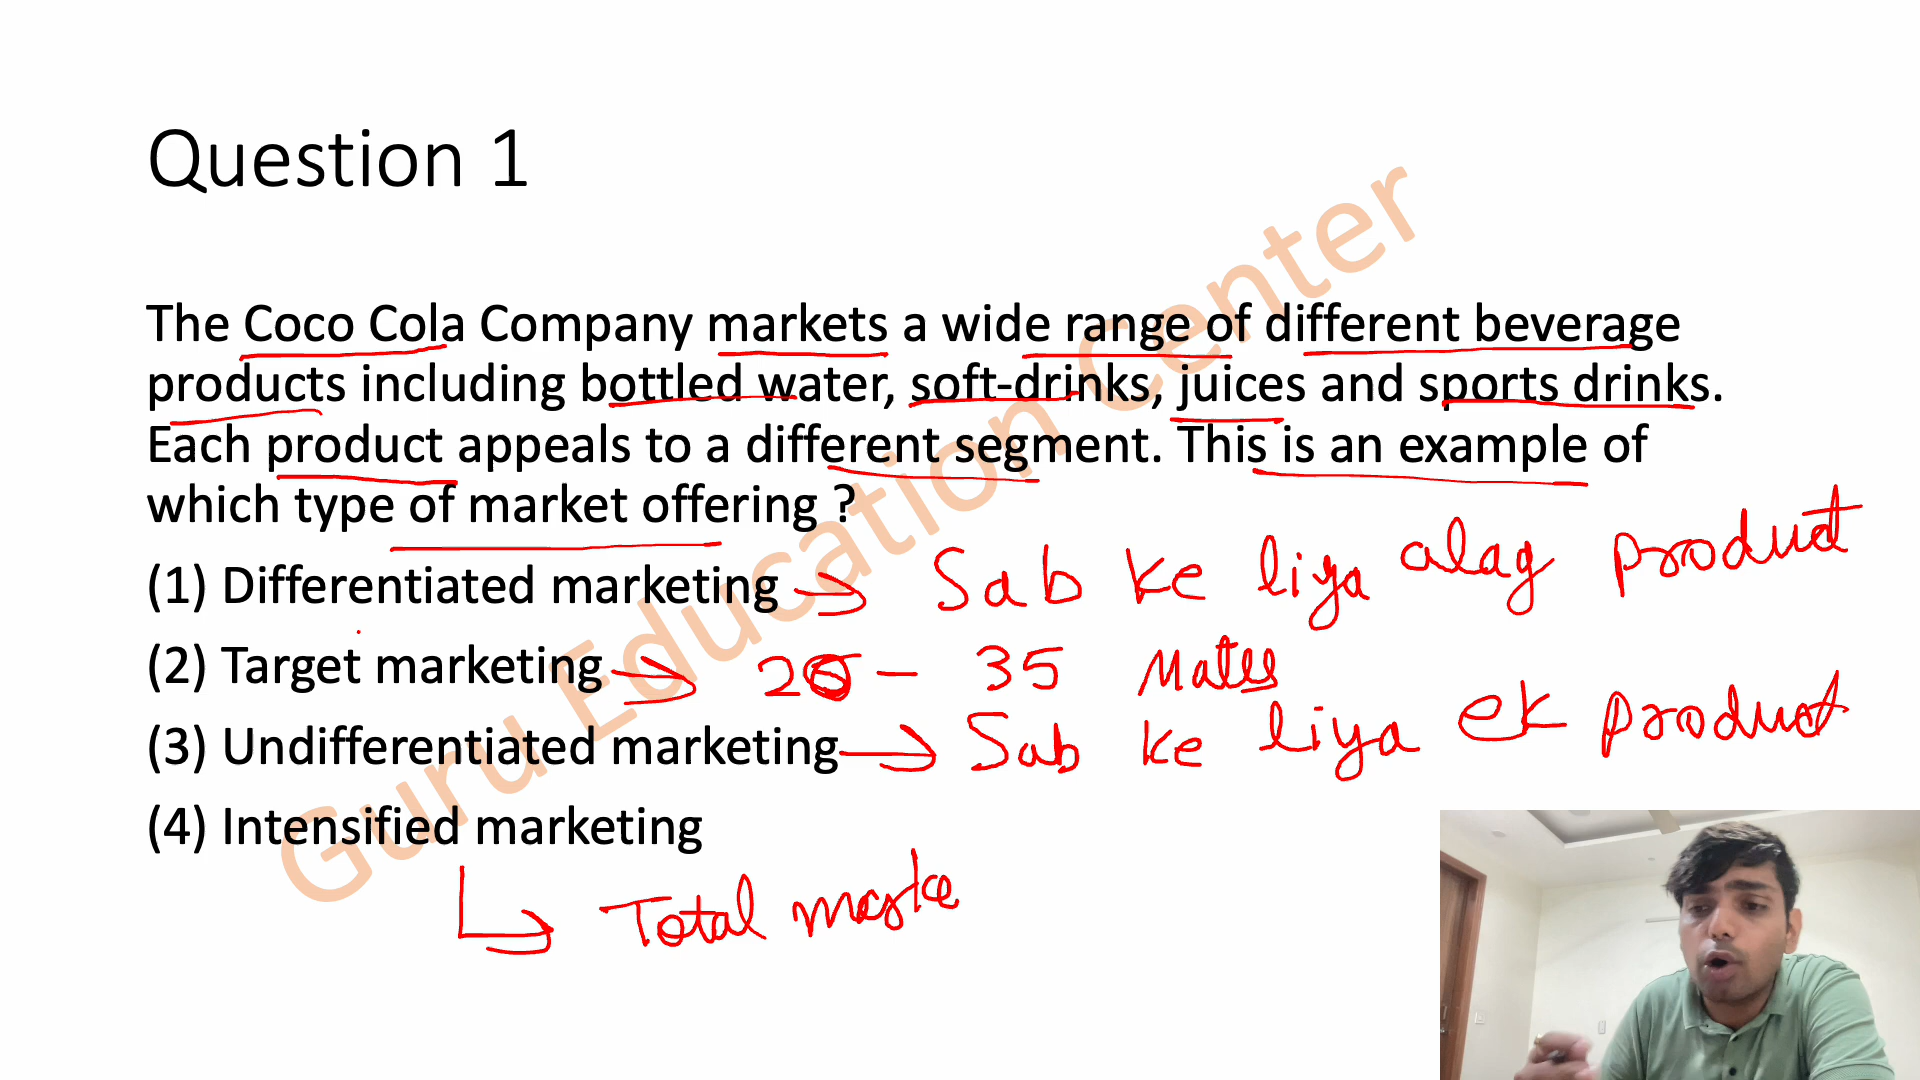 Question 1
The Coco Cola Company markets a wide range of different beverage
products including bottled water, soft-drinks, juices and sports drinks.
Each product appeals to a different segment. This is an example of
which type of market offering ?
(1) Differentiated marketing → Sab ke liya alag product
(2) Target marketing → 25 - 35 Males
(3) Undifferentiated marketing → Sab ke liya ek product
(4) Intensified marketing
↳ Total marke
Guru Education Center